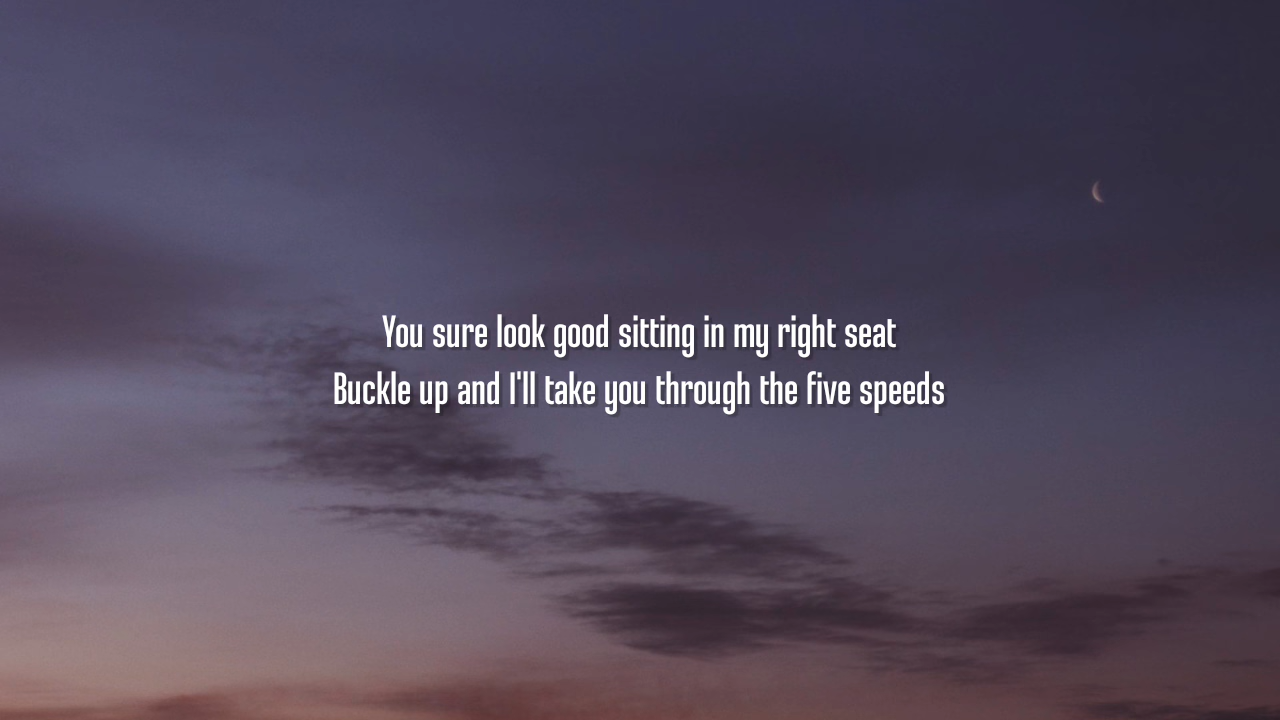 You sure look good sitting in my right seat
Buckle up and I'll take you through the five speeds